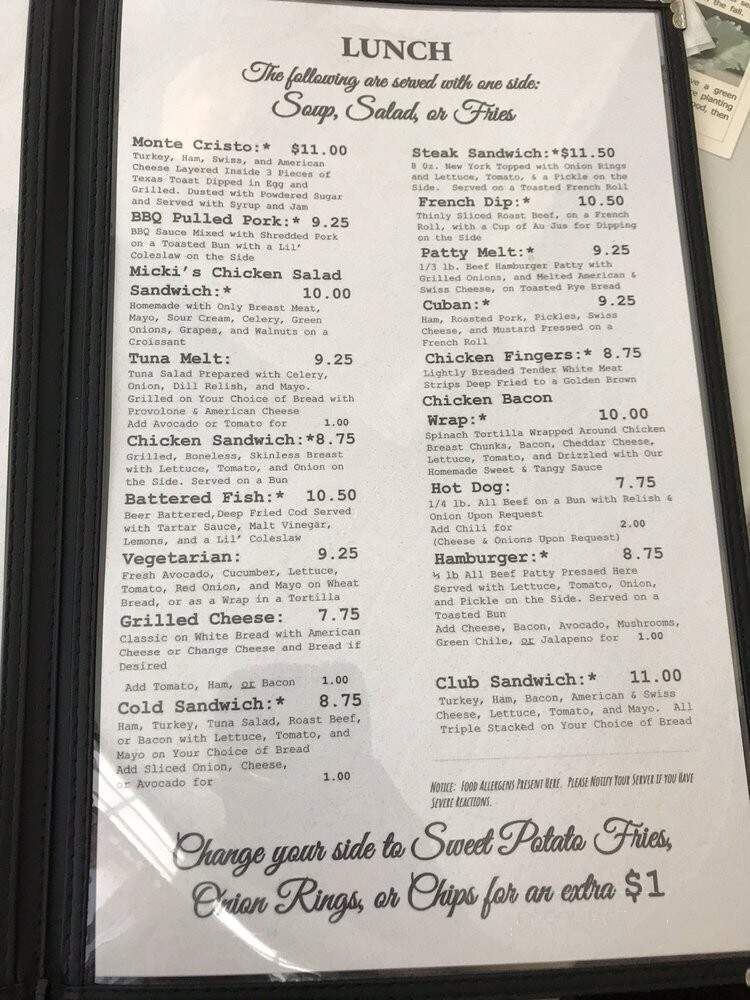 LUNCH
The following are served with one side:
Soup, Salad, or Fries
Monte Cristo:* $11.00
Turkey, Ham, Swiss, and American
Cheese Layered Inside 3 Pieces of
Texas Toast Dipped in Egg and
Grilled. Dusted with Powdered Sugar
and Served with Syrup and Jam
BBQ Pulled Pork:* 9.25
BBQ Sauce Mixed with Shredded Pork
on a Toasted Bun with a Lil'
Coleslaw on the Side
Micki's Chicken Salad
Sandwich:* 10.00
Homemade with Only Breast Meat,
Mayo, Sour Cream, Celery, Green
Onions, Grapes, and Walnuts on a
Croissant
Tuna Melt: 9.25
Tuna Salad Prepared with Celery,
Onion, Dill Relish, and Mayo.
Grilled on Your Choice of Bread with
Provolone & American Cheese
Add Avocado or Tomato for 1.00
Chicken Sandwich:*8.75
Grilled, Boneless, Skinless Breast
with Lettuce, Tomato, and Onion on
the Side. Served on a Bun
Battered Fish:* 10.50
Beer Battered,Deep Fried Cod Served
with Tartar Sauce, Malt Vinegar,
Lemons, and a Lil' Coleslaw
Vegetarian: 9.25
Fresh Avocado, Cucumber, Lettuce,
Tomato, Red Onion, and Mayo on Wheat
Bread, or as a Wrap in a Tortilla
Grilled Cheese: 7.75
Classic on White Bread with American
Cheese or Change Cheese and Bread if
Desired
Add Tomato, Ham, or Bacon 1.00
Cold Sandwich:* 8.75
Ham, Turkey, Tuna Salad, Roast Beef,
or Bacon with Lettuce, Tomato, and
Mayo on Your Choice of Bread
Add Sliced Onion, Cheese,
or Avocado for 1.00
Steak Sandwich:*$11.50
8 Oz. New York Topped with Onion Rings
and Lettuce, Tomato, & a Pickle on the
Side. Served on a Toasted French Roll
French Dip:* 10.50
Thinly Sliced Roast Beef, on a French
Roll, with a Cup of Au Jus for Dipping
on the Side
Patty Melt:* 9.25
1/3 lb. Beef Hamburger Patty with
Grilled Onions, and Melted American &
Swiss Cheese, on Toasted Rye Bread
Cuban:* 9.25
Ham, Roasted Pork, Pickles, Swiss
Cheese, and Mustard Pressed on a
French Roll
Chicken Fingers:* 8.75
Lightly Breaded Tender White Meat
Strips Deep Fried to a Golden Brown
Chicken Bacon
Wrap:* 10.00
Spinach Tortilla Wrapped Around Chicken
Breast Chunks, Bacon, Cheddar Cheese,
Lettuce, Tomato, and Drizzled with Our
Homemade Sweet & Tangy Sauce
Hot Dog: 7.75
1/4 lb. All Beef on a Bun with Relish &
Onion Upon Request
Add Chili for 2.00
(Cheese & Onions Upon Request)
Hamburger:* 8.75
lb All Beef Patty Pressed Here
Served with Lettuce, Tomato, Onion,
and Pickle on the Side. Served on a
Toasted Bun
Add Cheese, Bacon, Avocado, Mushrooms,
Green Chile, or Jalapeno for 1.00
Club Sandwich:* 11.00
Turkey, Ham, Bacon, American & Swiss
Cheese, Lettuce, Tomato, and Mayo. All
Triple Stacked on Your Choice of Bread
Notice: Food Allergens Present Here. Please Notify Your Server if You Have
Severe Reactions.
Change your side to Sweet Potato Fries,
Onion Rings, or Chips for an extra $1
the fall.
a green
planting
then